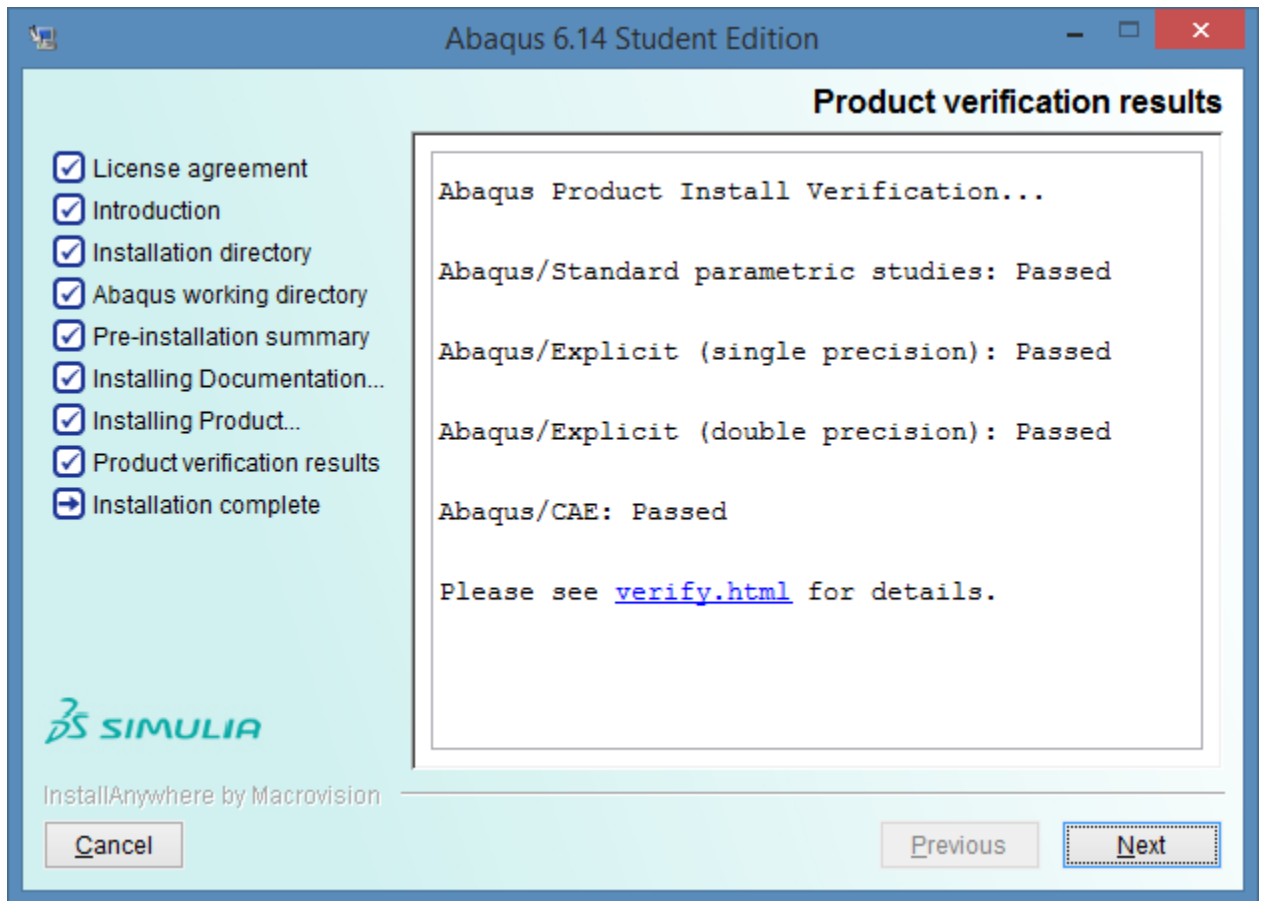 Abaqus 6.14 Student Edition
Product verification results
License agreement
Introduction
Installation directory
Abaqus working directory
Pre-installation summary
Installing Documentation...
Installing Product...
Product verification results
Installation complete
Abaqus Product Install Verification...
Abaqus/Standard parametric studies: Passed
Abaqus/Explicit (single precision): Passed
Abaqus/Explicit (double precision): Passed
Abaqus/CAE: Passed
Please see verify.html for details.
3DS SIMULIA
InstallAnywhere by Macrovision
Cancel
Previous
Next